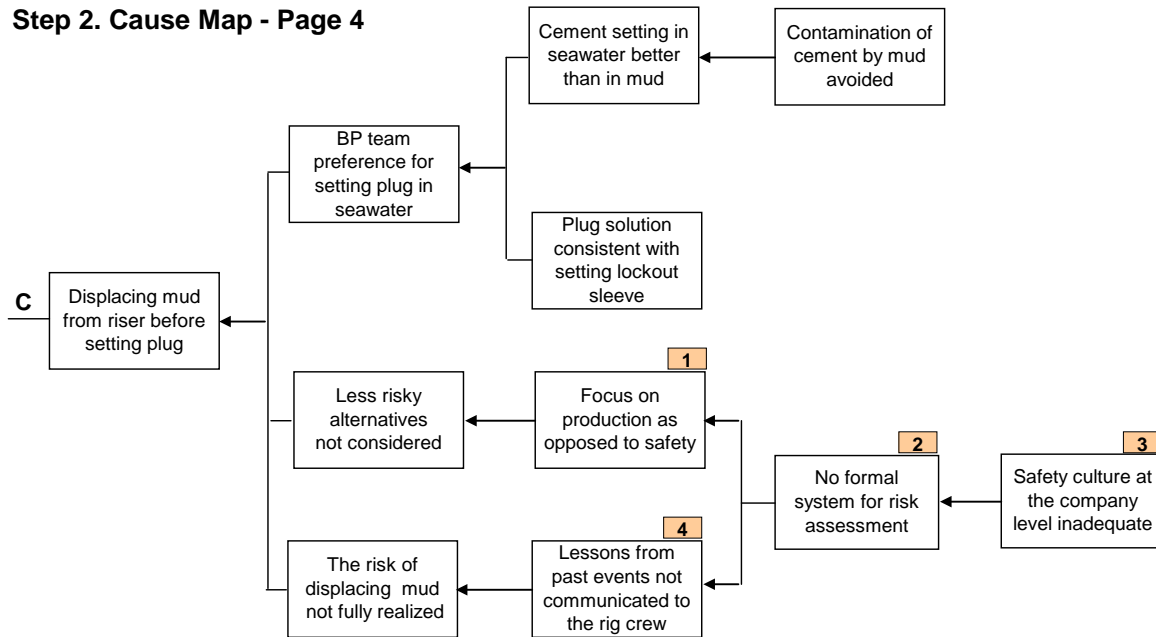 Step 2. Cause Map - Page 4
Cement setting in
seawater better
than in mud
Contamination of
cement by mud
avoided
BP team
preference for
setting plug in
seawater
Plug solution
consistent with
setting lockout
sleeve
C
Displacing mud
from riser before
setting plug
1
Less risky
alternatives
not considered
Focus on
production as
opposed to safety
2
No formal
system for risk
assessment
3
Safety culture at
the company
level inadequate
4
The risk of
displacing mud
not fully realized
Lessons from
past events not
communicated to
the rig crew